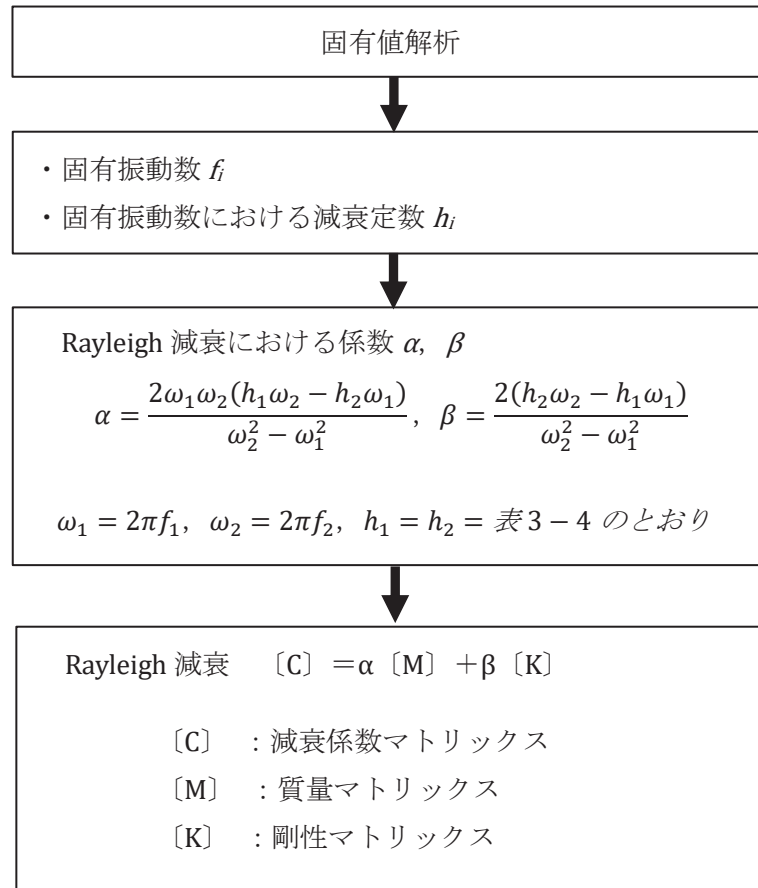 固有値解析
・固有振動数 fᵢ
・固有振動数における減衰定数 hᵢ
Rayleigh 減衰における係数 α, β
α = 2ω₁ω₂(h₁ω₂ − h₂ω₁) / (ω₂² − ω₁²), β = 2(h₂ω₂ − h₁ω₁) / (ω₂² − ω₁²)
ω₁ = 2πf₁, ω₂ = 2πf₂, h₁ = h₂ = 表 3 − 4 のとおり
Rayleigh 減衰 〔C〕＝α〔M〕＋β〔K〕
〔C〕 : 減衰係数マトリックス
〔M〕 : 質量マトリックス
〔K〕 : 剛性マトリックス